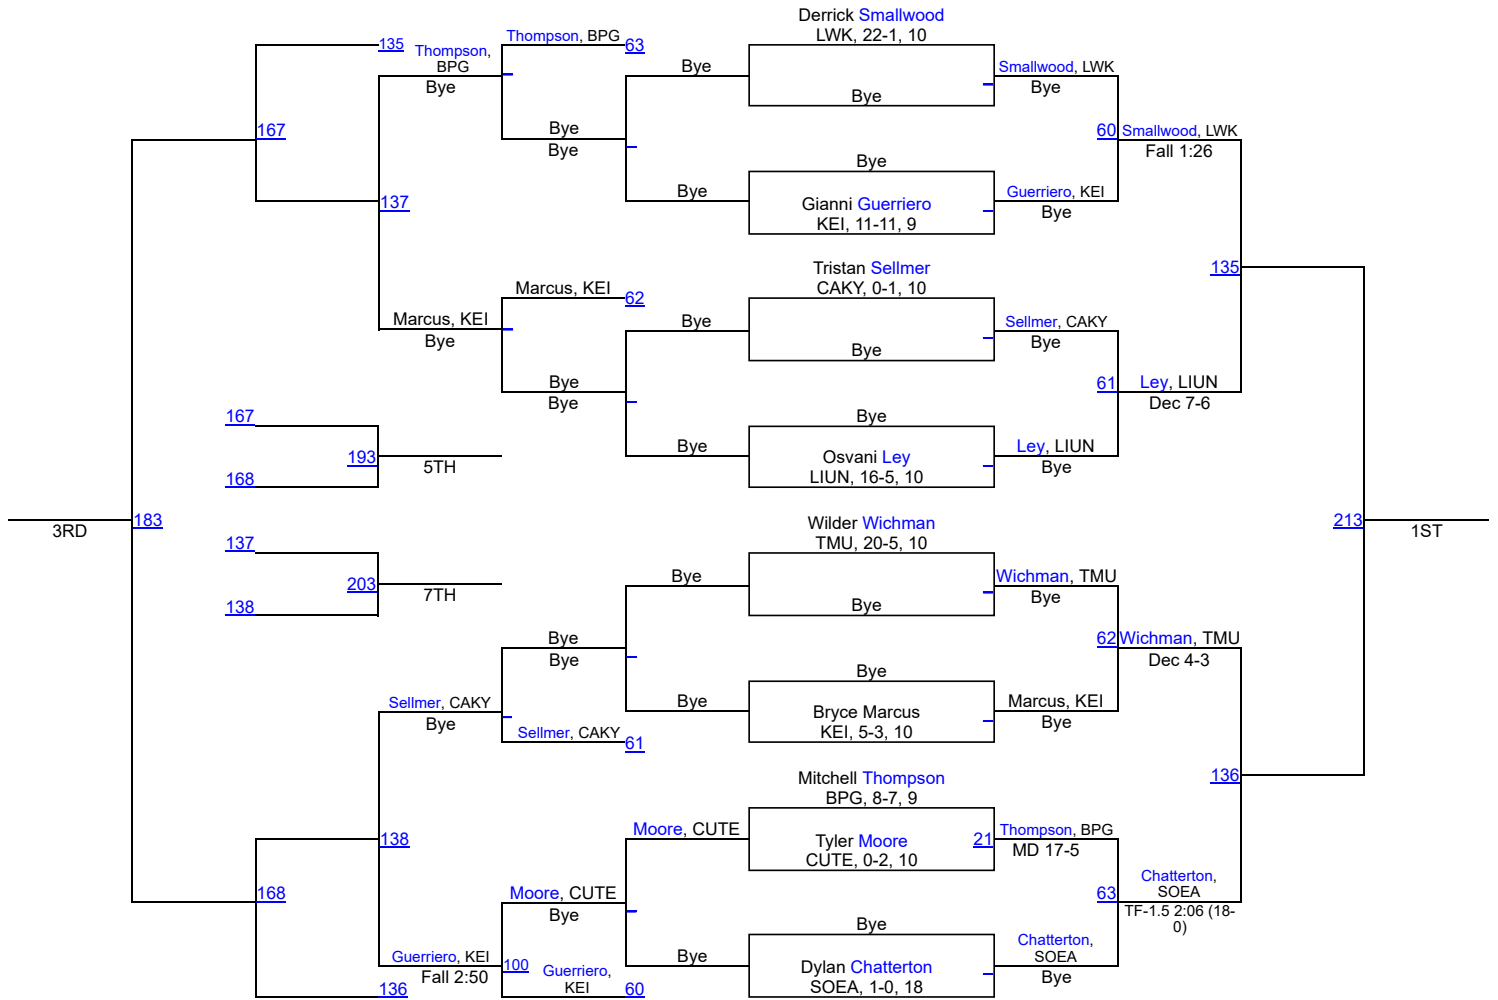 Derrick Smallwood
LWK, 22-1, 10
Bye
Bye
Gianni Guerriero
KEI, 11-11, 9
Tristan Sellmer
CAKY, 0-1, 10
Bye
Bye
Osvani Ley
LIUN, 16-5, 10
Wilder Wichman
TMU, 20-5, 10
Bye
Bye
Bryce Marcus
KEI, 5-3, 10
Mitchell Thompson
BPG, 8-7, 9
Tyler Moore
CUTE, 0-2, 10
21
Bye
Dylan Chatterton
SOEA, 1-0, 18
Smallwood, LWK
Bye
Guerriero, KEI
Bye
Sellmer, CAKY
Bye
Ley, LIUN
Bye
Wichman, TMU
Bye
Marcus, KEI
Bye
Thompson, BPG
MD 17-5
Chatterton,
SOEA
Bye
60
Smallwood, LWK
Fall 1:26
61
Ley, LIUN
Dec 7-6
62
Wichman, TMU
Dec 4-3
63
Chatterton,
SOEA
TF-1.5 2:06 (18-
0)
135
136
213
1ST
Bye
Bye
Bye
Bye
Bye
Bye
Moore, CUTE
Bye
Thompson, BPG
63
Bye
Bye
Marcus, KEI
62
Bye
Bye
Bye
Bye
Sellmer, CAKY
61
Moore, CUTE
Bye
Guerriero,
KEI
60
100
135
Thompson,
BPG
Bye
137
Marcus, KEI
Bye
Sellmer, CAKY
Bye
138
Guerriero, KEI
Fall 2:50
136
167
168
183
3RD
167
168
193
5TH
137
138
203
7TH